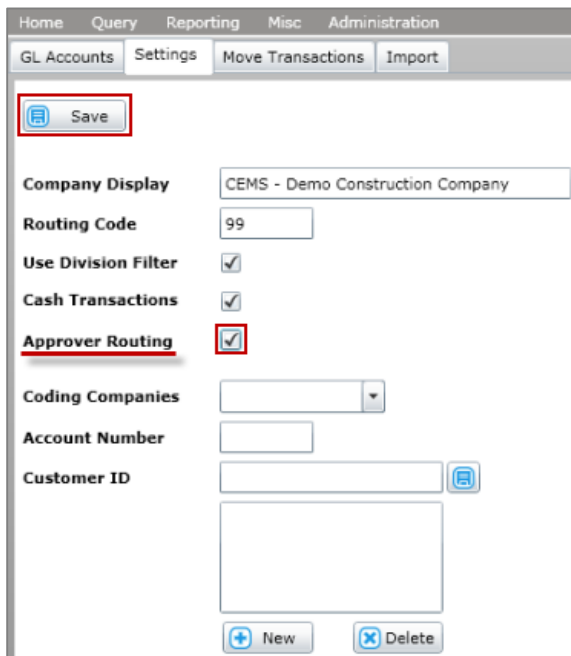 Home Query Reporting Misc Administration
GL Accounts Settings Move Transactions Import
Save
Company Display CEMS - Demo Construction Company
Routing Code 99
Use Division Filter
Cash Transactions
Approver Routing
Coding Companies
Account Number
Customer ID
New Delete